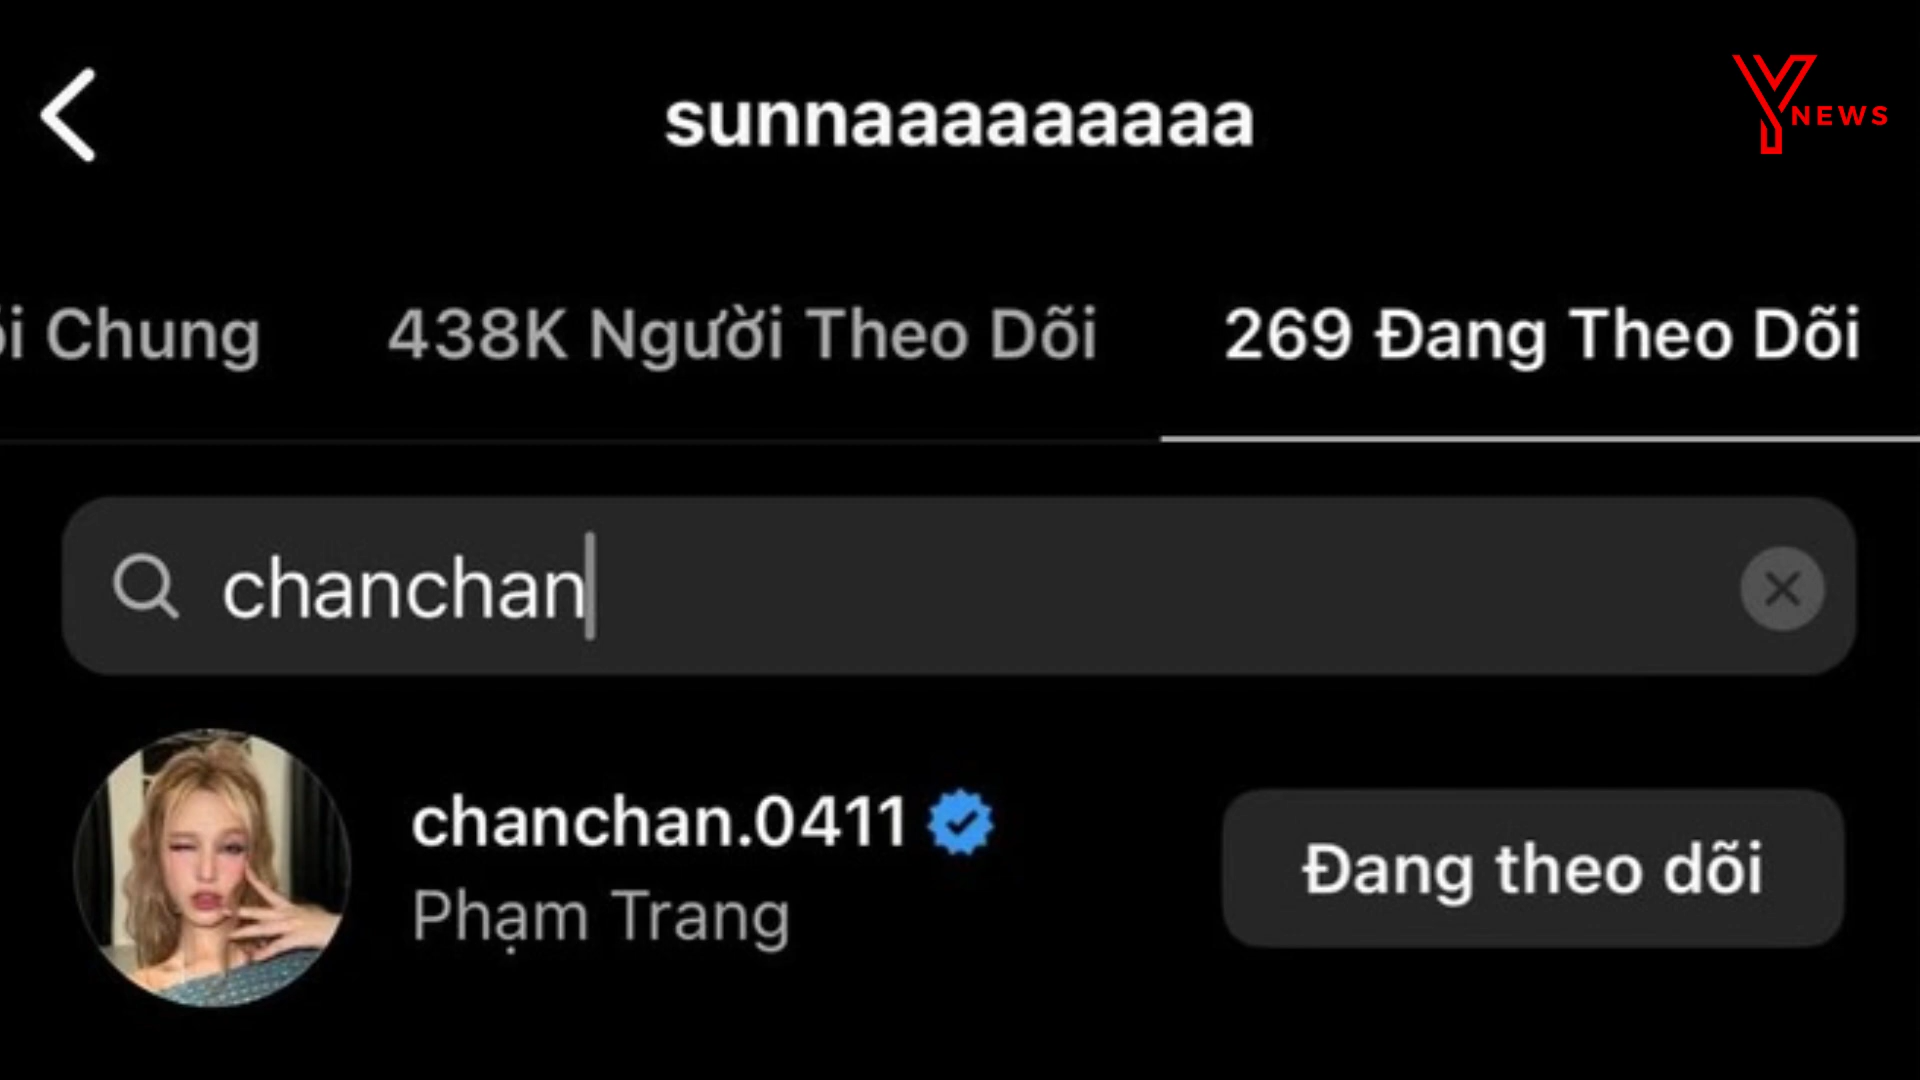 sunnaaaaaaaaa
Y NEWS
õi Chung
438K Người Theo Dõi
269 Đang Theo Dõi
chanchan
chanchan.0411
Phạm Trang
Đang theo dõi